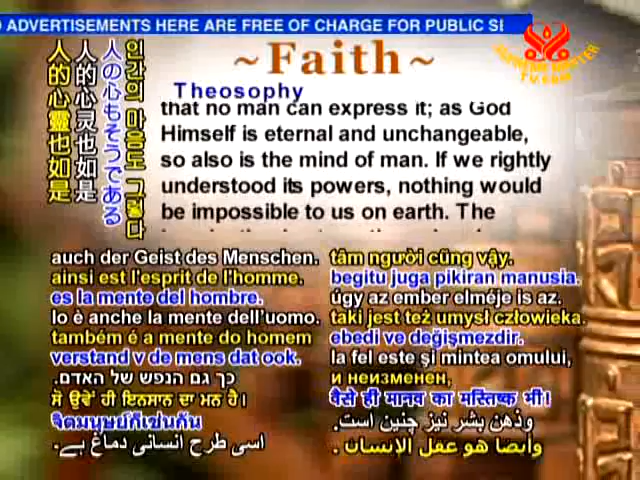 ADVERTISEMENTS HERE ARE FREE OF CHARGE FOR PUBLIC SE
SUPREME MASTER
TV.COM
~Faith~
Theosophy
that no man can express it; as God
Himself is eternal and unchangeable,
so also is the mind of man. If we rightly
understood its powers, nothing would
be impossible to us on earth. The
인간의 마음도 그렇다
人の心もそうである
人的心灵也如是
人的心靈也如是
auch der Geist des Menschen.
ainsi est l'esprit de l'homme.
es la mente del hombre.
lo è anche la mente dell'uomo.
também é a mente do homem
verstand v de mens dat ook.
כך גם הנפש של האדם.
ਸੋ ਉਵੇਂ ਹੀ ਇਨਸਾਨ ਦਾ ਮਨ ਹੈ।
จิตมนุษย์ก็เช่นกัน
اسی طرح انسانی دماغ ہے.
tâm người cũng vậy.
begitu juga pikiran manusia.
úgy az ember elméje is az.
taki jest też umysł człowieka.
ebedi ve değişmezdir.
la fel este şi mintea omului,
и неизменен,
वैसे ही मानव का मस्तिष्क भी।
وذهن بشر نیز چنین است.
وأيضا هو عقل الإنسان.